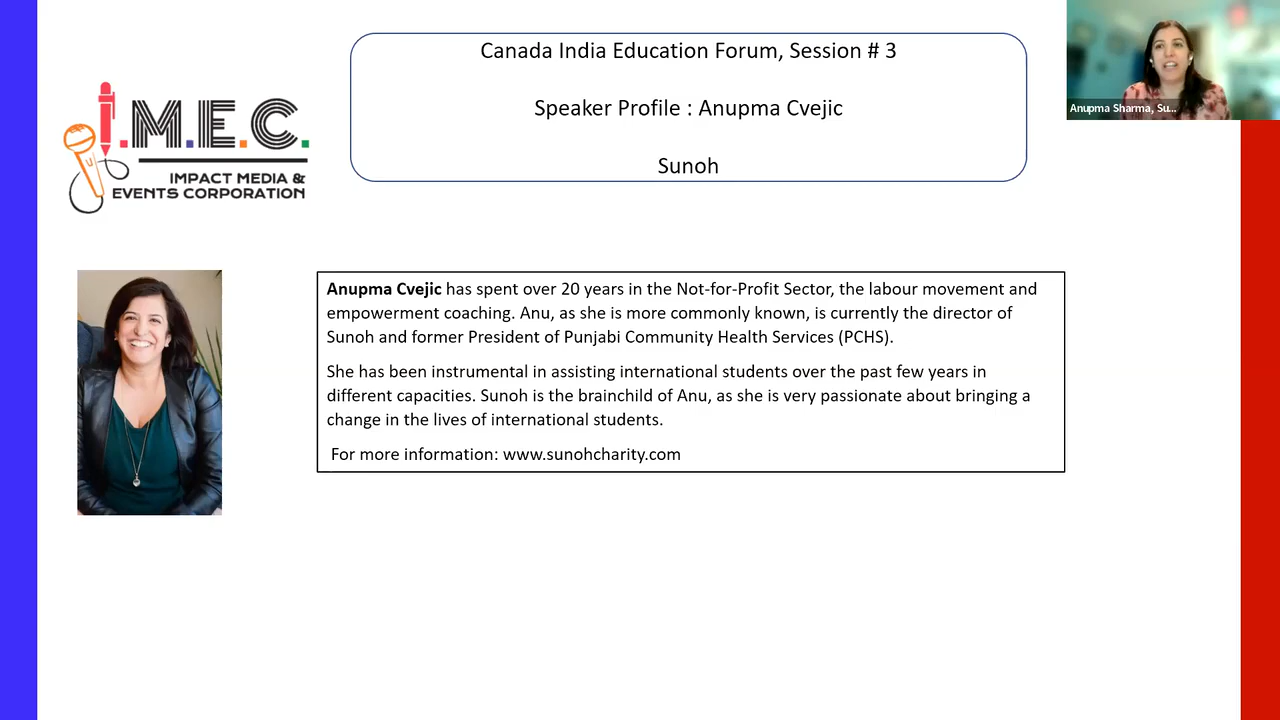 Canada India Education Forum, Session # 3
Speaker Profile : Anupma Cvejic
Sunoh
Anupma Sharma, Su...
I.M.E.C.
IMPACT MEDIA &
EVENTS CORPORATION
Anupma Cvejic has spent over 20 years in the Not-for-Profit Sector, the labour movement and
empowerment coaching. Anu, as she is more commonly known, is currently the director of
Sunoh and former President of Punjabi Community Health Services (PCHS).
She has been instrumental in assisting international students over the past few years in
different capacities. Sunoh is the brainchild of Anu, as she is very passionate about bringing a
change in the lives of international students.
For more information: www.sunohcharity.com